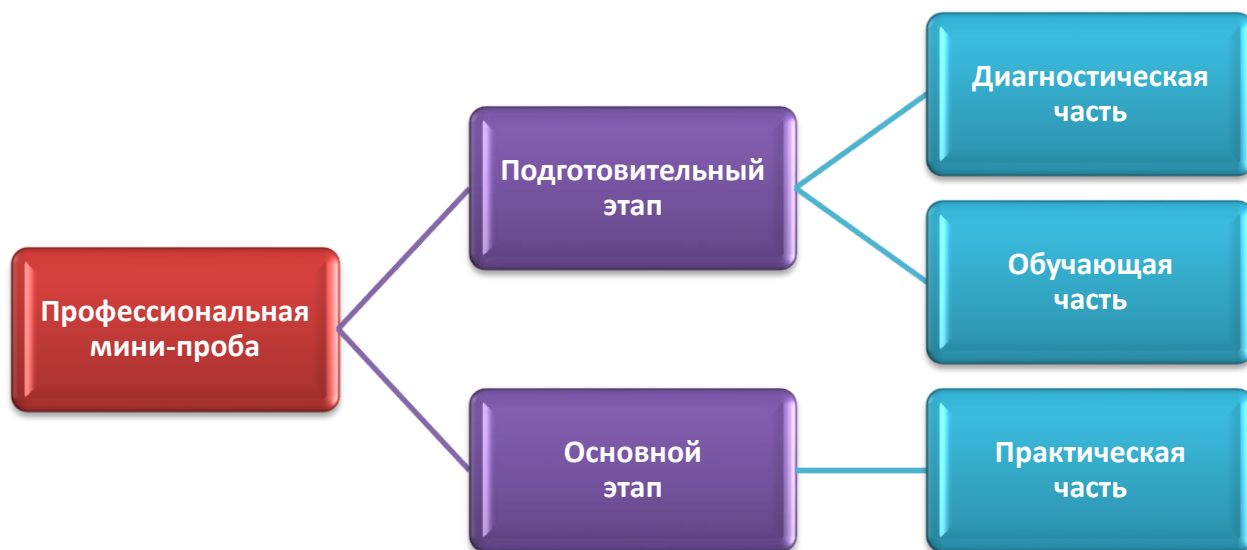 Профессиональная
мини-проба
Подготовительный
этап
Диагностическая
часть
Обучающая
часть
Основной
этап
Практическая
часть